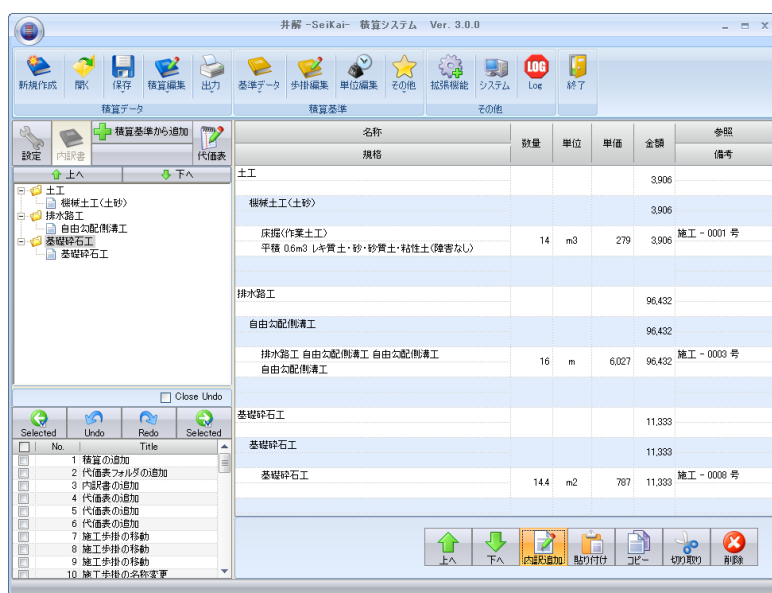 井解 -SeiKai- 積算システム Ver. 3.0.0
新規作成 開く 保存 積算編集 出力
積算データ
基準データ 歩掛編集 単位編集 その他
積算基準
拡張機能 システム Log 終了
その他
LOG
設定 内訳書 積算基準から追加 代価表
上へ 下へ
土工
機械土工(土砂)
排水路工
自由勾配側溝工
基礎砕石工
基礎砕石工
Close Undo
Selected Undo Redo Selected
No. Title
1 積算の追加
2 代価表フォルダの追加
3 内訳書の追加
4 代価表の追加
5 代価表の追加
6 代価表の追加
7 施工歩掛の移動
8 施工歩掛の移動
9 施工歩掛の移動
10 施工歩掛の名称変更
名称 数量 単位 単価 金額 参照
規格 備考
土工
3,906
機械土工(土砂)
3,906
床掘(作業土工)
平積 0.6m3 レキ質土・砂・砂質土・粘性土(障害なし)
14 m3 279 3,906 施工 - 0001 号
排水路工
96,432
自由勾配側溝工
96,432
排水路工 自由勾配側溝工 自由勾配側溝工
自由勾配側溝工
16 m 6,027 96,432 施工 - 0003 号
基礎砕石工
11,333
基礎砕石工
11,333
基礎砕石工
14.4 m2 787 11,333 施工 - 0008 号
上へ 下へ 内訳追加 貼り付け コピー 切り取り 削除